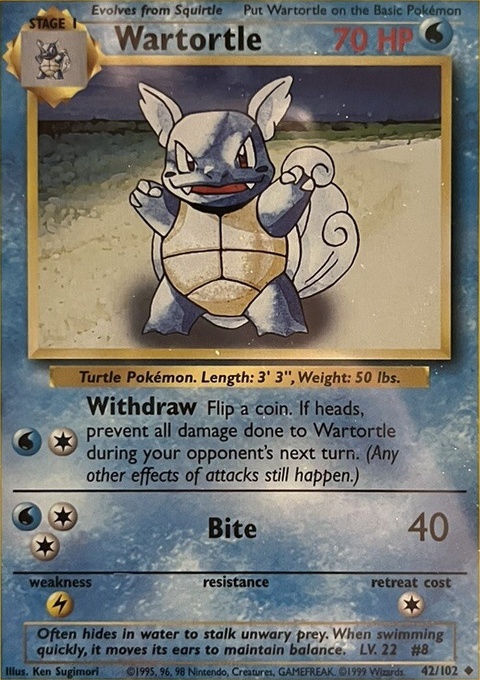 Evolves from Squirtle Put Wartortle on the Basic Pokémon
STAGE 1
Wartortle 70 HP
Turtle Pokémon. Length: 3' 3", Weight: 50 lbs.
Withdraw Flip a coin. If heads,
prevent all damage done to Wartortle
during your opponent's next turn. (Any
other effects of attacks still happen.)
Bite 40
weakness resistance retreat cost
Often hides in water to stalk unwary prey. When swimming
quickly, it moves its ears to maintain balance. LV. 22 #8
Illus. Ken Sugimori ©1995, 96, 98 Nintendo, Creatures, GAMEFREAK. ©1999 Wizards. 42/102